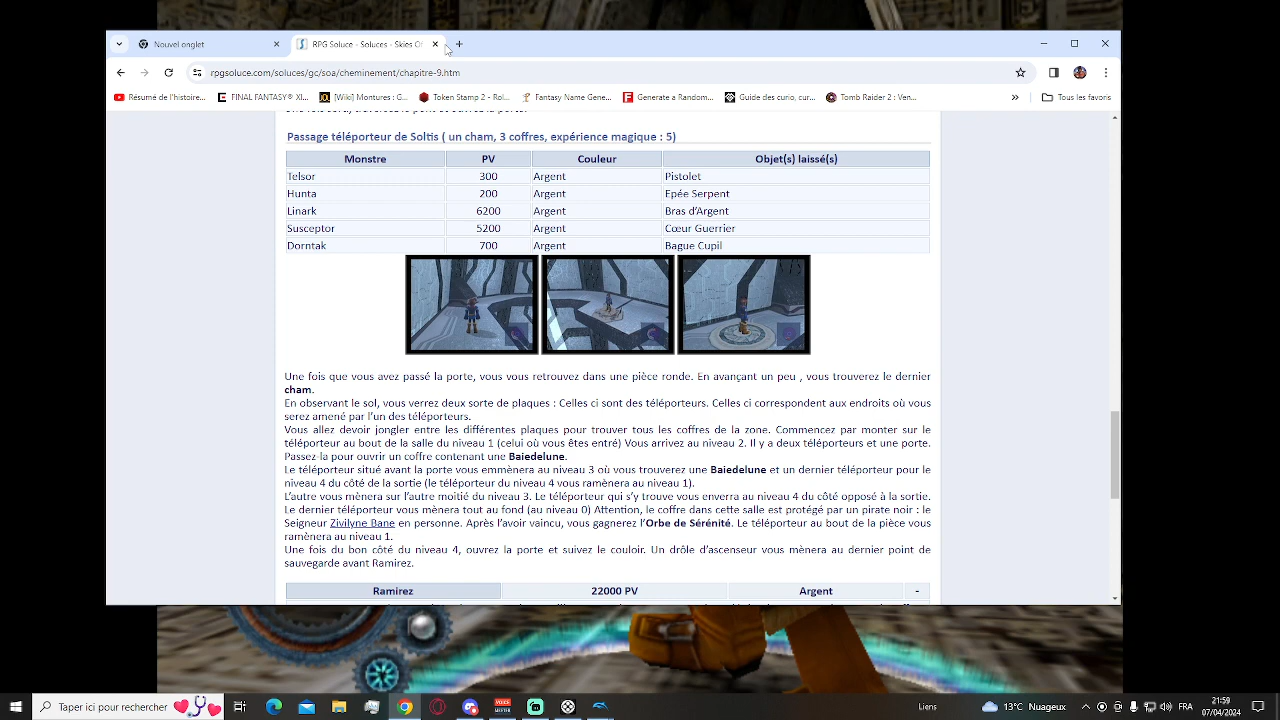 Nouvel onglet
RPG Soluce - Soluces - Skies Of
rpgsoluce.com/soluces/gc/soa/cheminement/chapitre-9.htm
Résumé de l'histoire... FINAL FANTASY® XI... [Wiki] Montures : G... Token Stamp 2 - Rol... Fantasy Name Gene... Generate a Random... Guide des curio, cur... Tomb Raider 2 : Ven... » Tous les favoris
Passage téléporteur de Soltis ( un cham, 3 coffres, expérience magique : 5)
Monstre PV Couleur Objet(s) laissé(s)
Telsor 300 Argent Pistolet
Hunta 200 Argent Epée Serpent
Linark 6200 Argent Bras d'Argent
Susceptor 5200 Argent Cœur Guerrier
Dorntak 700 Argent Bague Cupil
Une fois que vous avez passé la porte, vous vous retrouvez dans une pièce ronde. En avançant un peu , vous trouverez le dernier
cham.
En observant le sol, vous verrez deux sorte de plaques : Celles ci sont des téléporteurs. Celles ci correspondent aux endroits où vous
serez amené par l'un des téléporteurs.
Vous allez devoir jongler entre les différentes plaques pour trouver tous les coffres de la zone. Commencez par monter sur le
téléporteur au bout de la salle du niveau 1 (celui où vous êtes entré) Vous arrivez au niveau 2. Il y a deux téléporteurs et une porte.
Passez-la pour ouvrir un coffre contenant une Baiedelune.
Le téléporteur situé avant la porte vous emmènera au niveau 3 où vous trouverez une Baiedelune et un dernier téléporteur pour le
niveau 4 du côté de la sortie (le téléporteur du niveau 4 vous ramènera au niveau 1).
L'autre vous mènera sur l'autre moitié du niveau 3. Le téléporteur qui s'y trouve vous enverra au niveau 4 du côté opposé à la sortie.
Le dernier téléporteur vous mènera tout au fond (au niveau 0) Attention, le coffre dans cette salle est protégé par un pirate noir : le
Seigneur Zivilyne Bane en personne. Après l'avoir vaincu, vous gagnerez l'Orbe de Sérénité. Le téléporteur au bout de la pièce vous
ramènera au niveau 1.
Une fois du bon côté du niveau 4, ouvrez la porte et suivez le couloir. Un drôle d'ascenseur vous mènera au dernier point de
sauvegarde avant Ramirez.
Ramirez 22000 PV Argent -
Taper ici pour rechercher
Liens 13°C Nuageux FRA 21:59
07/04/2024